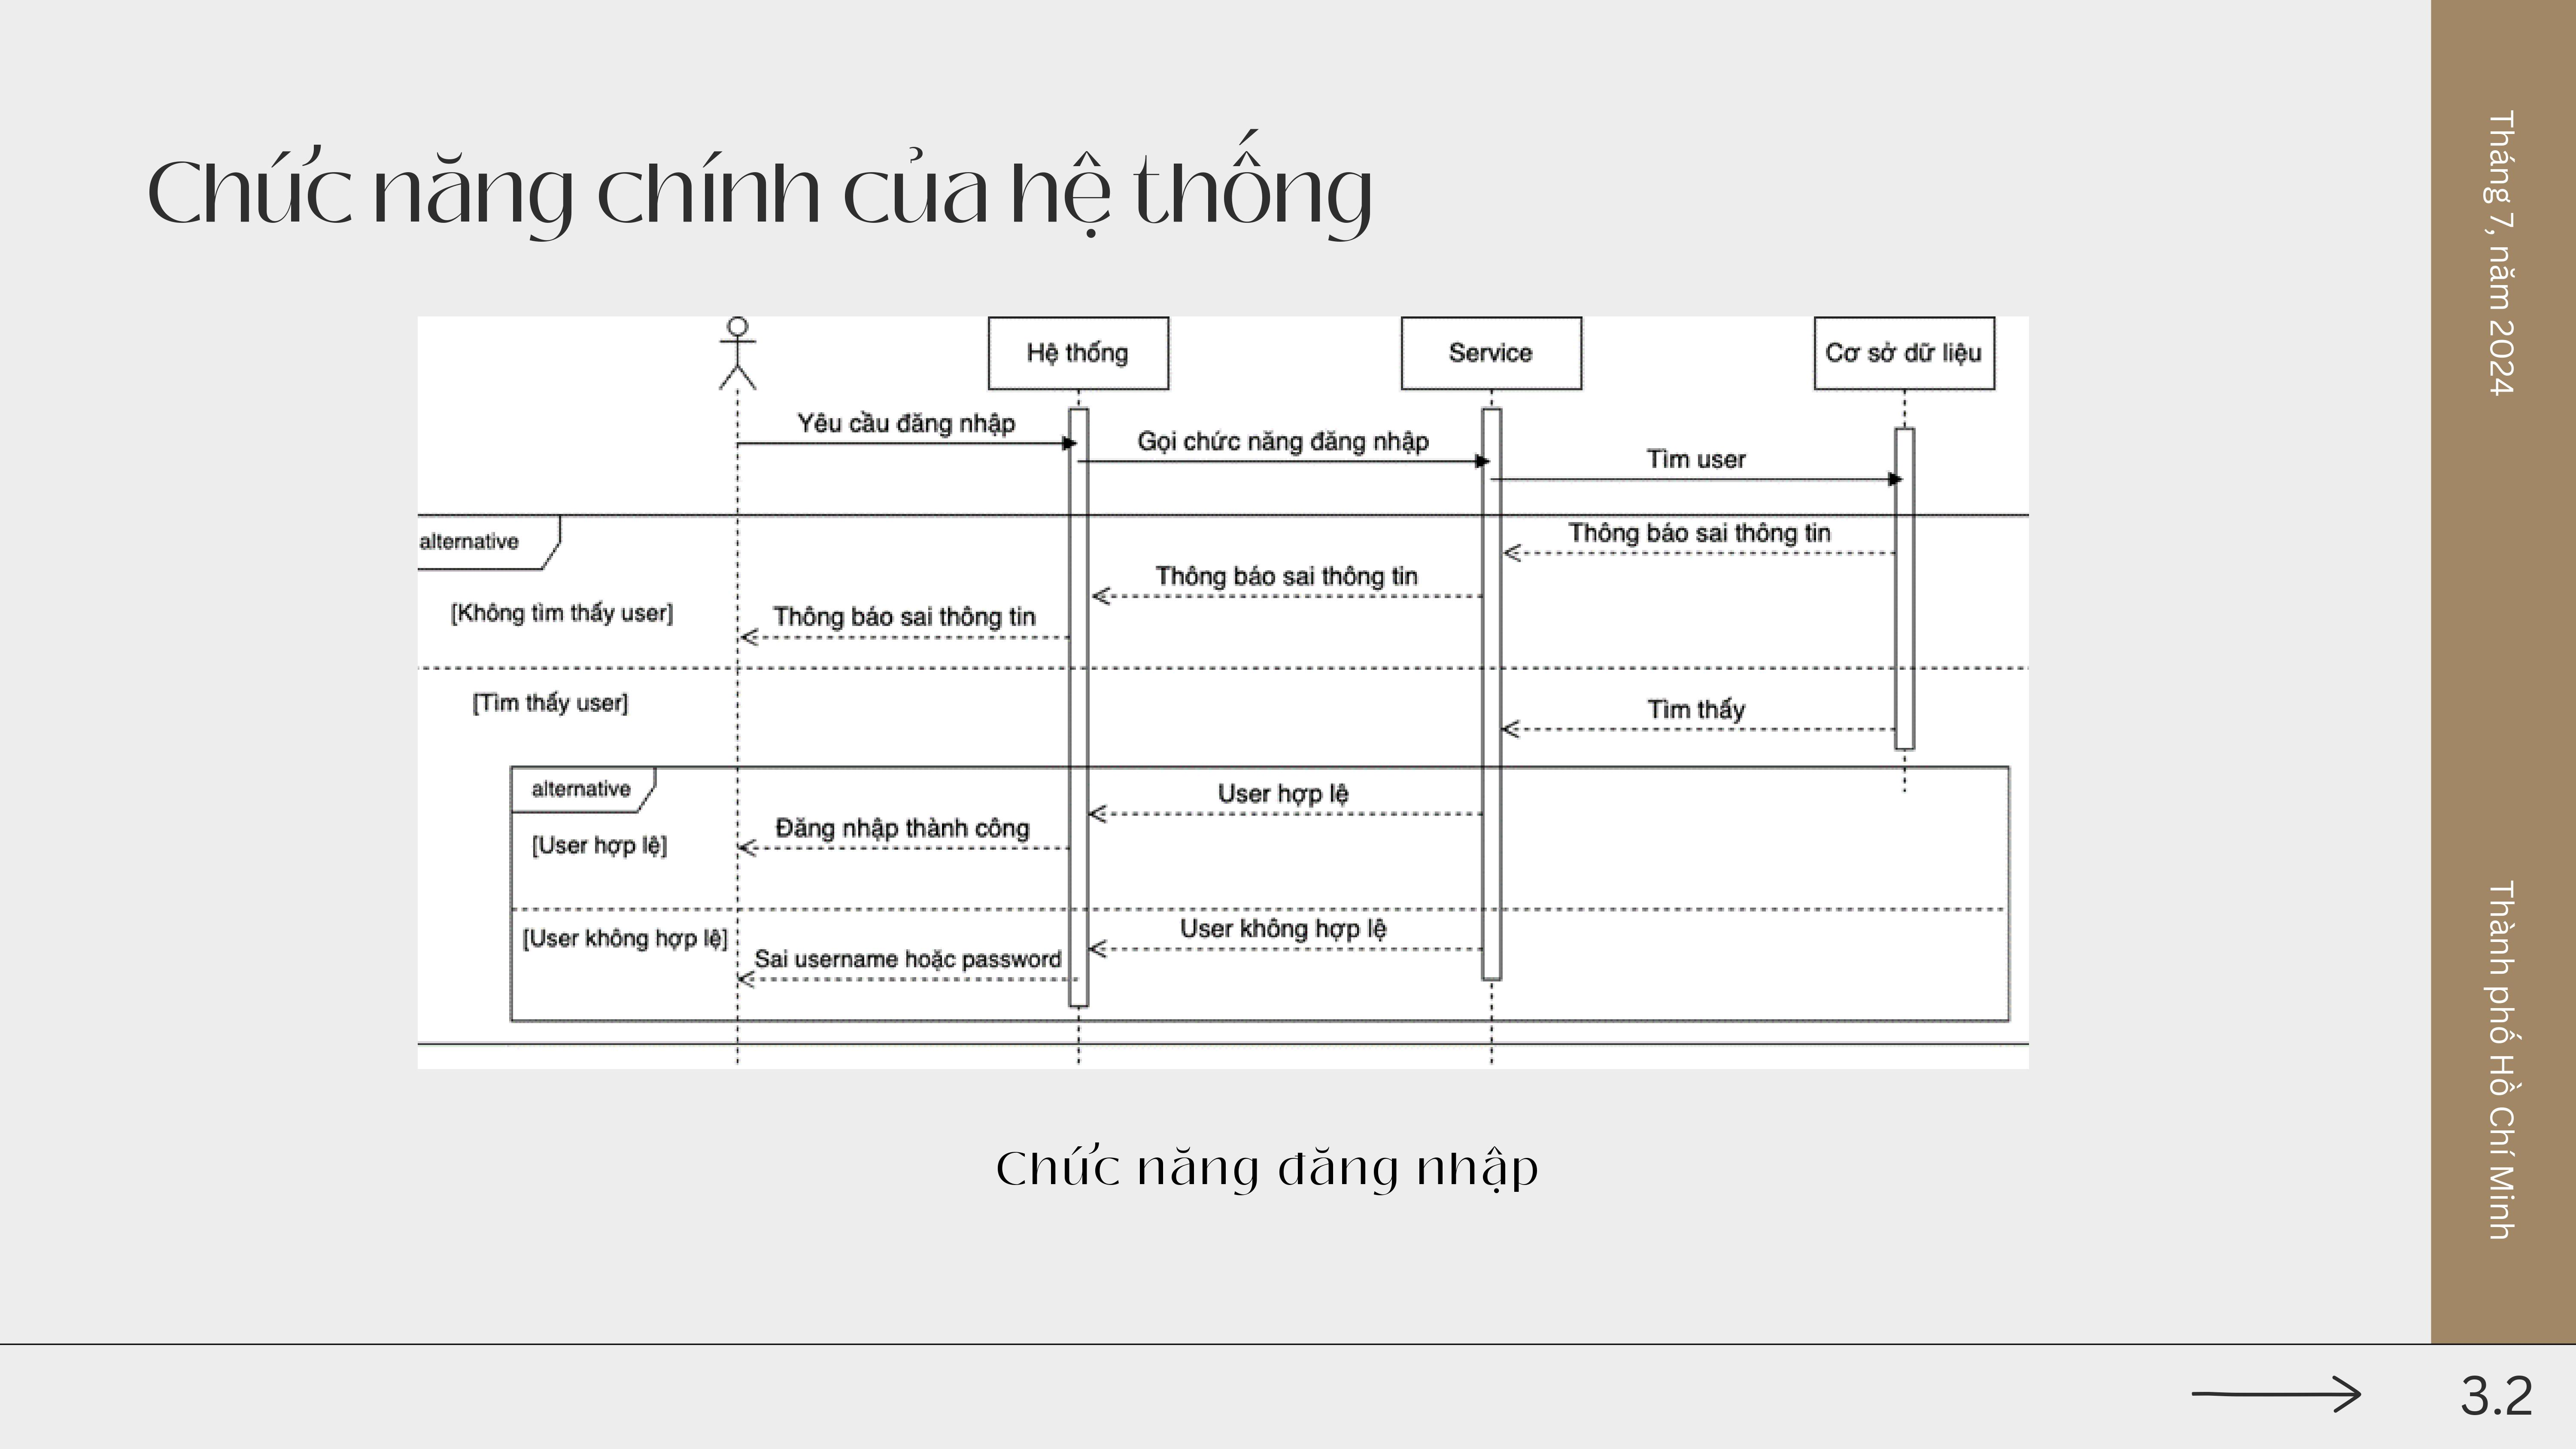 Chức năng chính của hệ thống
Tháng 7, năm 2024
Hệ thống
Service
Cơ sở dữ liệu
Yêu cầu đăng nhập
Gọi chức năng đăng nhập
Tìm user
alternative
Thông báo sai thông tin
Thông báo sai thông tin
[Không tìm thấy user]
Thông báo sai thông tin
[Tìm thấy user]
Tìm thấy
alternative
User hợp lệ
Đăng nhập thành công
[User hợp lệ]
User không hợp lệ
[User không hợp lệ]
Sai username hoặc password
Thành phố Hồ Chí Minh
Chức năng đăng nhập
3.2